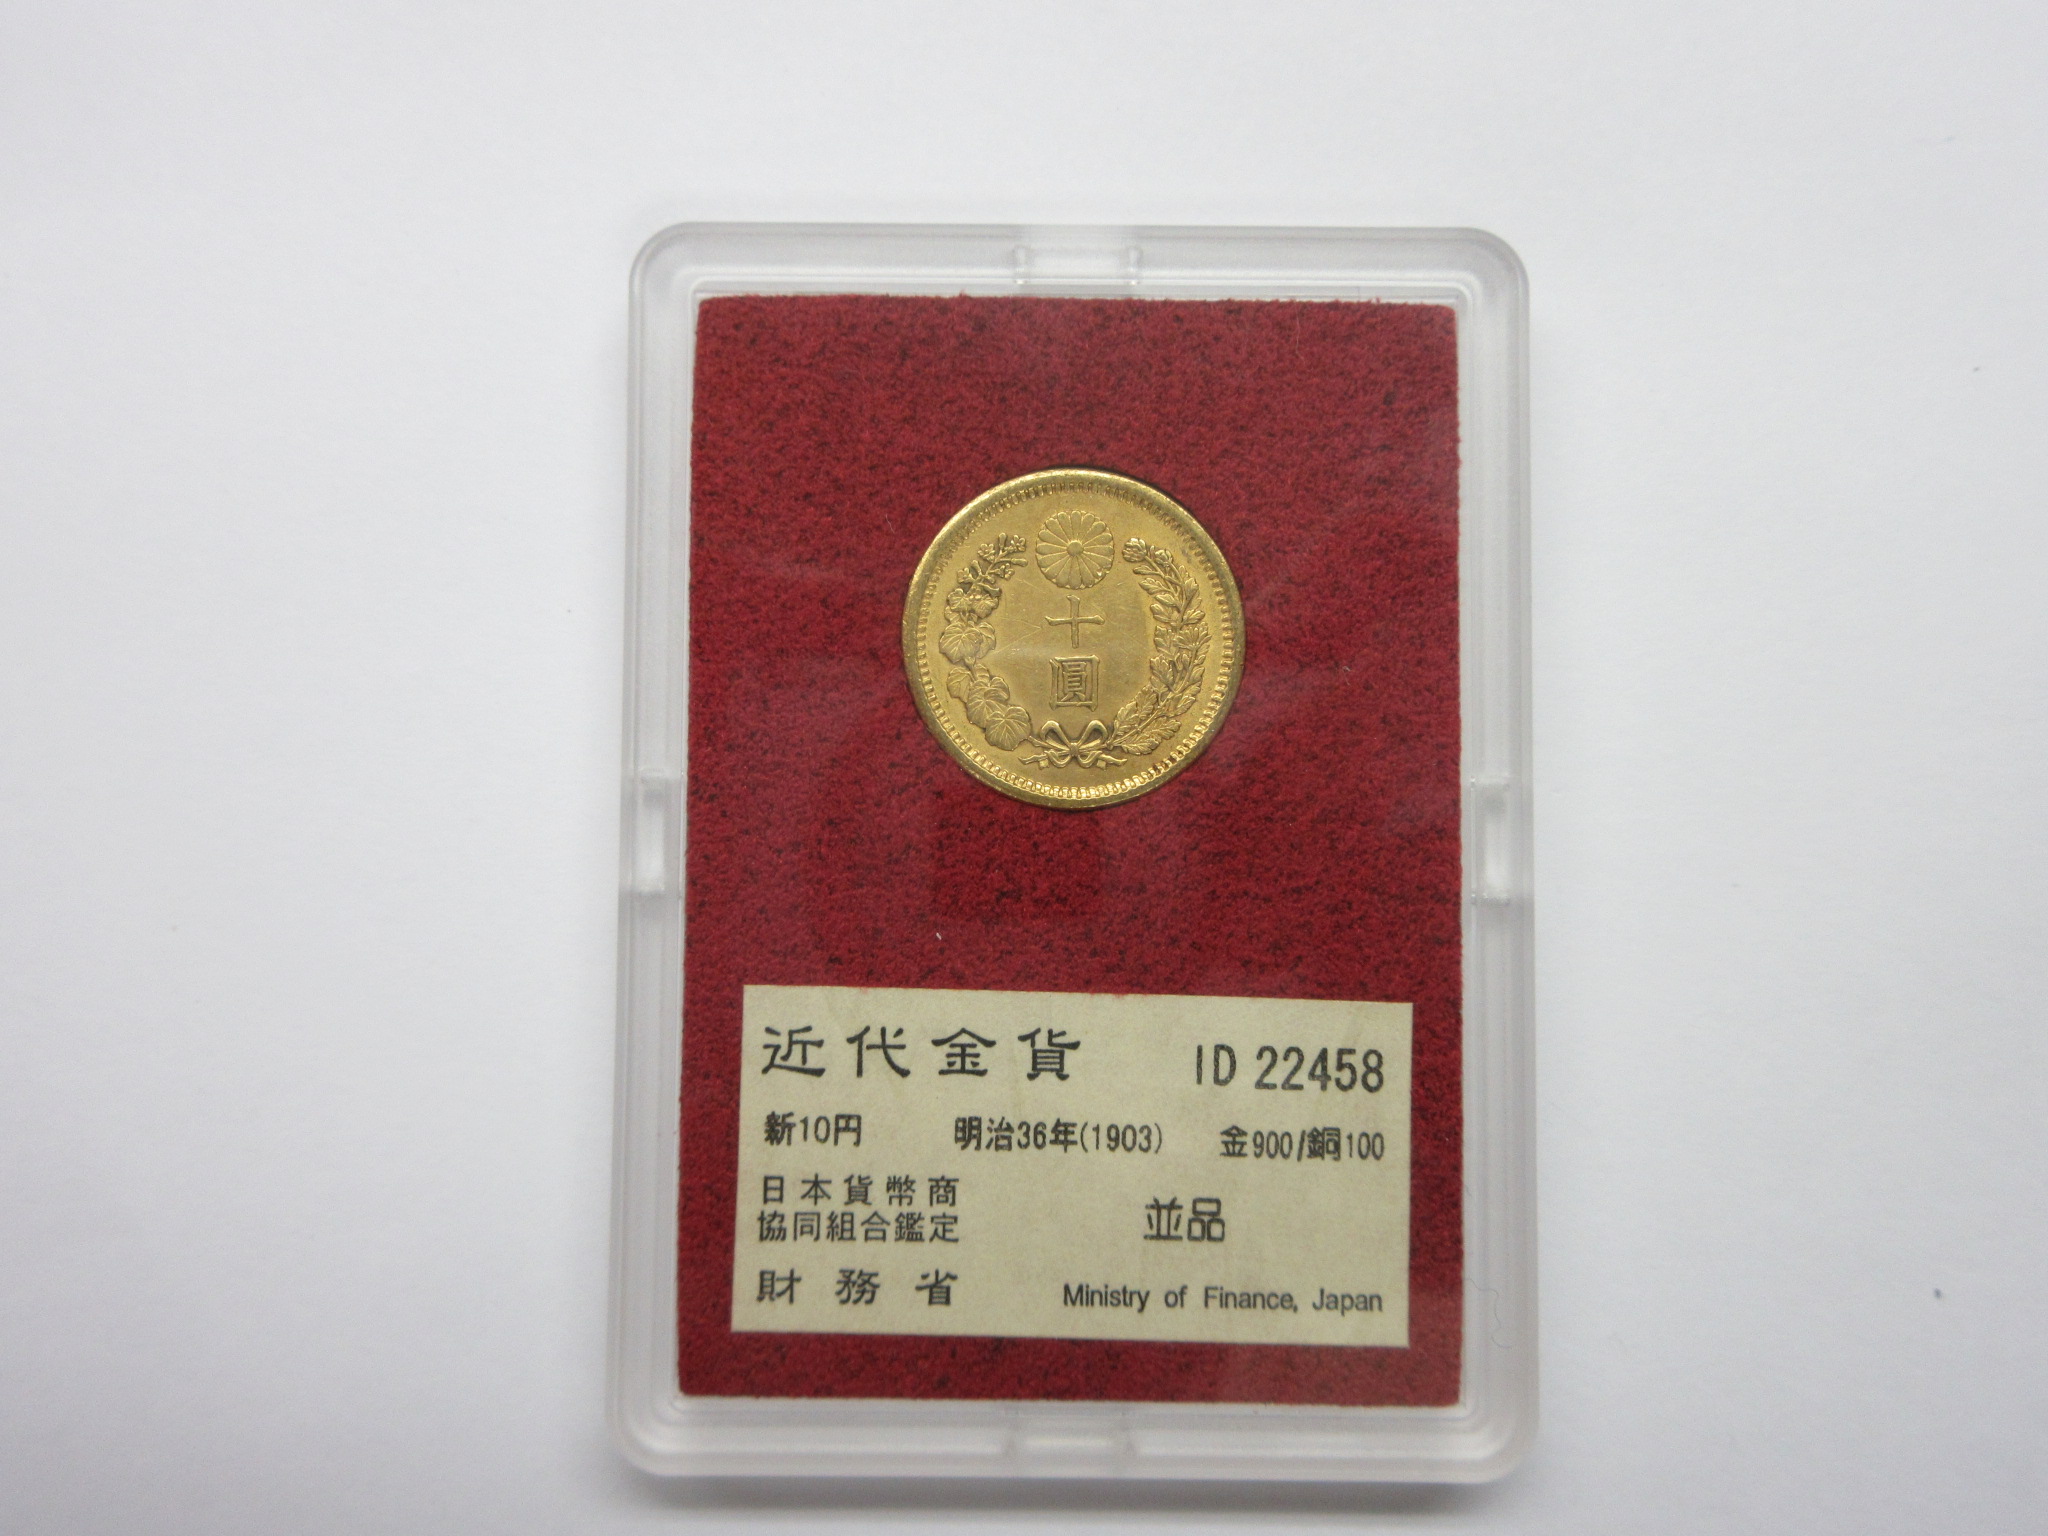 十
圓
近代金貨 ID 22458
新10円 明治36年(1903) 金900/銅100
日本貨幣商
協同組合鑑定 並品
財務省 Ministry of Finance, Japan